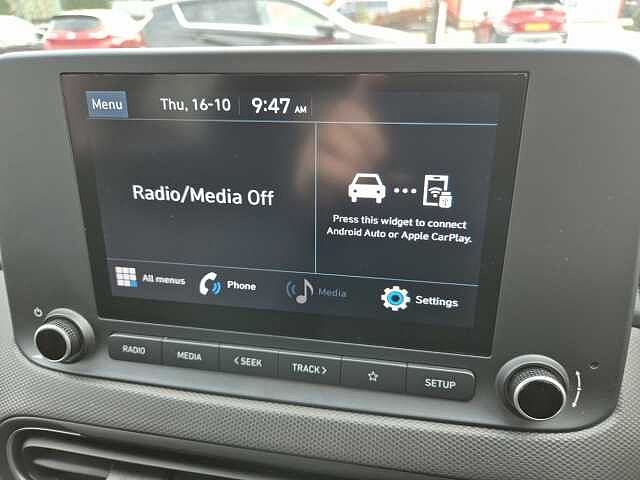 Menu Thu, 16-10 9:47 AM
Radio/Media Off
Press this widget to connect
Android Auto or Apple CarPlay.
All menus Phone Media Settings
RADIO MEDIA < SEEK TRACK > ☆ SETUP